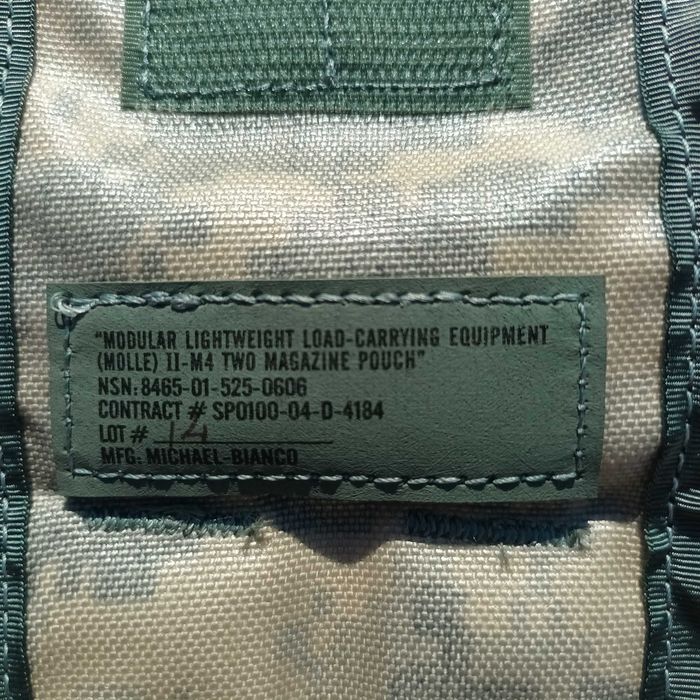 "MODULAR LIGHTWEIGHT LOAD-CARRYING EQUIPMENT
(MOLLE) II-M4 TWO MAGAZINE POUCH"
NSN: 8465-01-525-0606
CONTRACT # SP0100-04-D-4184
LOT # 14
MFG: MICHAEL-BIANCO